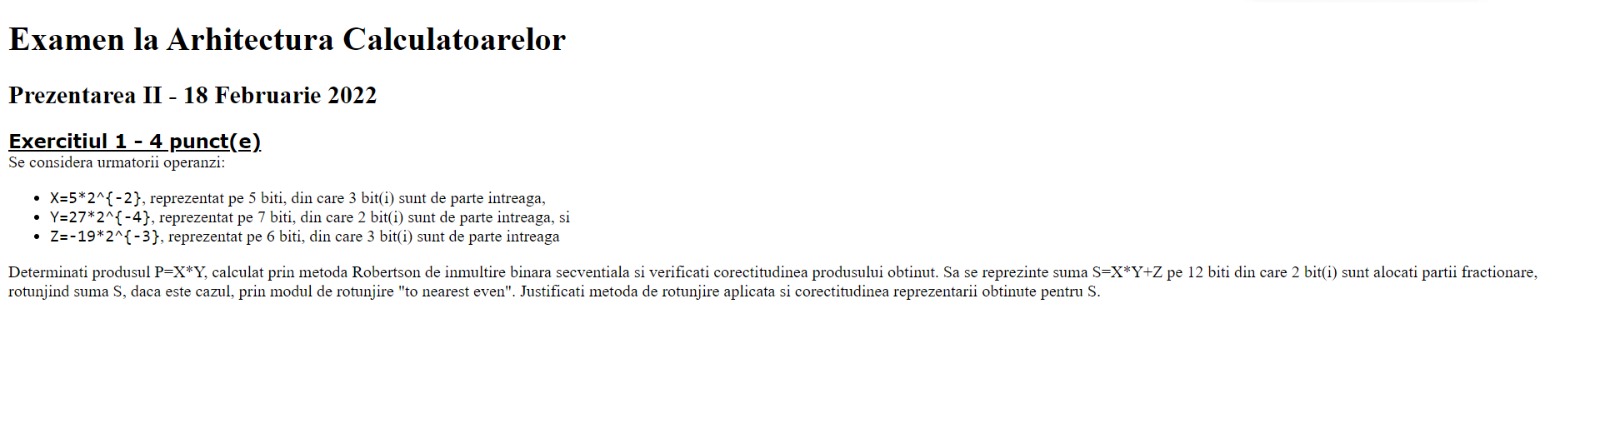 Examen la Arhitectura Calculatoarelor
Prezentarea II - 18 Februarie 2022
Exercitiul 1 - 4 punct(e)
Se considera urmatorii operanzi:
• X=5*2^{-2}, reprezentat pe 5 biti, din care 3 bit(i) sunt de parte intreaga,
• Y=27*2^{-4}, reprezentat pe 7 biti, din care 2 bit(i) sunt de parte intreaga, si
• Z=-19*2^{-3}, reprezentat pe 6 biti, din care 3 bit(i) sunt de parte intreaga
Determinati produsul P=X*Y, calculat prin metoda Robertson de inmultire binara secventiala si verificati corectitudinea produsului obtinut. Sa se reprezinte suma S=X*Y+Z pe 12 biti din care 2 bit(i) sunt alocati partii fractionare,
rotunjind suma S, daca este cazul, prin modul de rotunjire "to nearest even". Justificati metoda de rotunjire aplicata si corectitudinea reprezentarii obtinute pentru S.